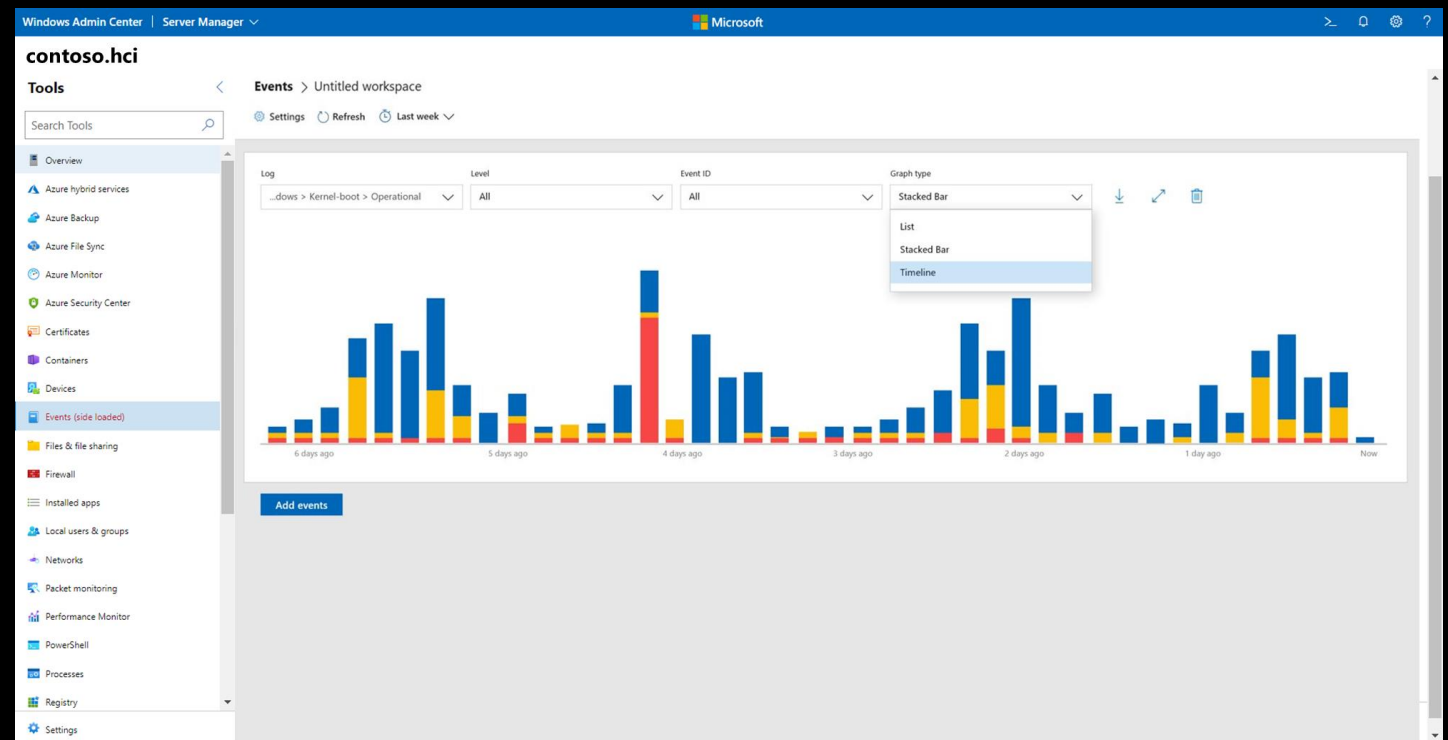 Windows Admin Center | Server Manager
Microsoft
>_
?
contoso.hci
Tools
Events > Untitled workspace
Settings Refresh Last week
Search Tools
Overview
Azure hybrid services
Azure Backup
Azure File Sync
Azure Monitor
Azure Security Center
Certificates
Containers
Devices
Events (side loaded)
Files & file sharing
Firewall
Installed apps
Local users & groups
Networks
Packet monitoring
Performance Monitor
PowerShell
Processes
Registry
Settings
Log Level Event ID Graph type
...dows > Kernel-boot > Operational All All Stacked Bar
List
Stacked Bar
Timeline
6 days ago 5 days ago 4 days ago 3 days ago 2 days ago 1 day ago Now
Add events